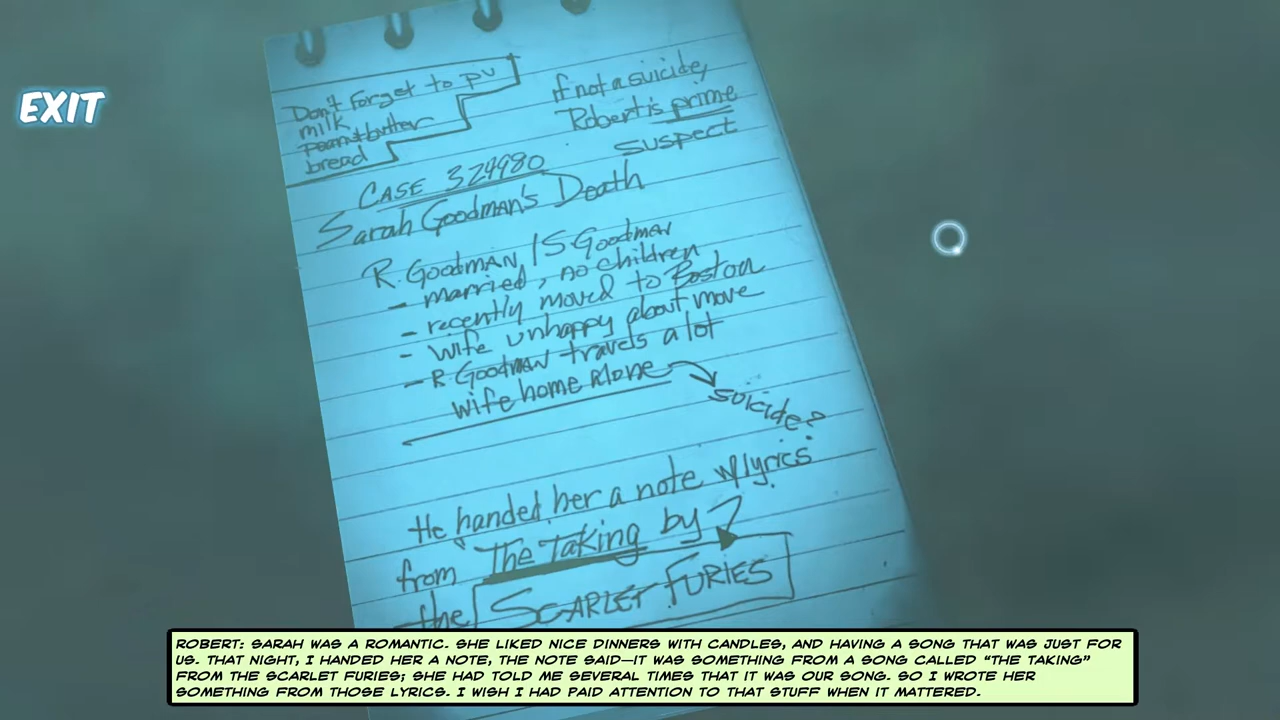 Don't forget to pu
milk
peanutbutter
bread
If not a suicide,
Robert is prime
suspect
EXIT
CASE 324980
Sarah Goodman's Death
R. Goodman / S Goodman
- married, no children
- recently moved to Boston
- wife unhappy about move
- R. Goodman travels a lot
wife home alone
suicide?
He handed her a note w/lyrics
from "The Taking by?
the SCARLET FURIES
ROBERT: SARAH WAS A ROMANTIC. SHE LIKED NICE DINNERS WITH CANDLES, AND HAVING A SONG THAT WAS JUST FOR
US. THAT NIGHT, I HANDED HER A NOTE, THE NOTE SAID—IT WAS SOMETHING FROM A SONG CALLED "THE TAKING"
FROM THE SCARLET FURIES; SHE HAD TOLD ME SEVERAL TIMES THAT IT WAS OUR SONG. SO I WROTE HER
SOMETHING FROM THOSE LYRICS. I WISH I HAD PAID ATTENTION TO THAT STUFF WHEN IT MATTERED.